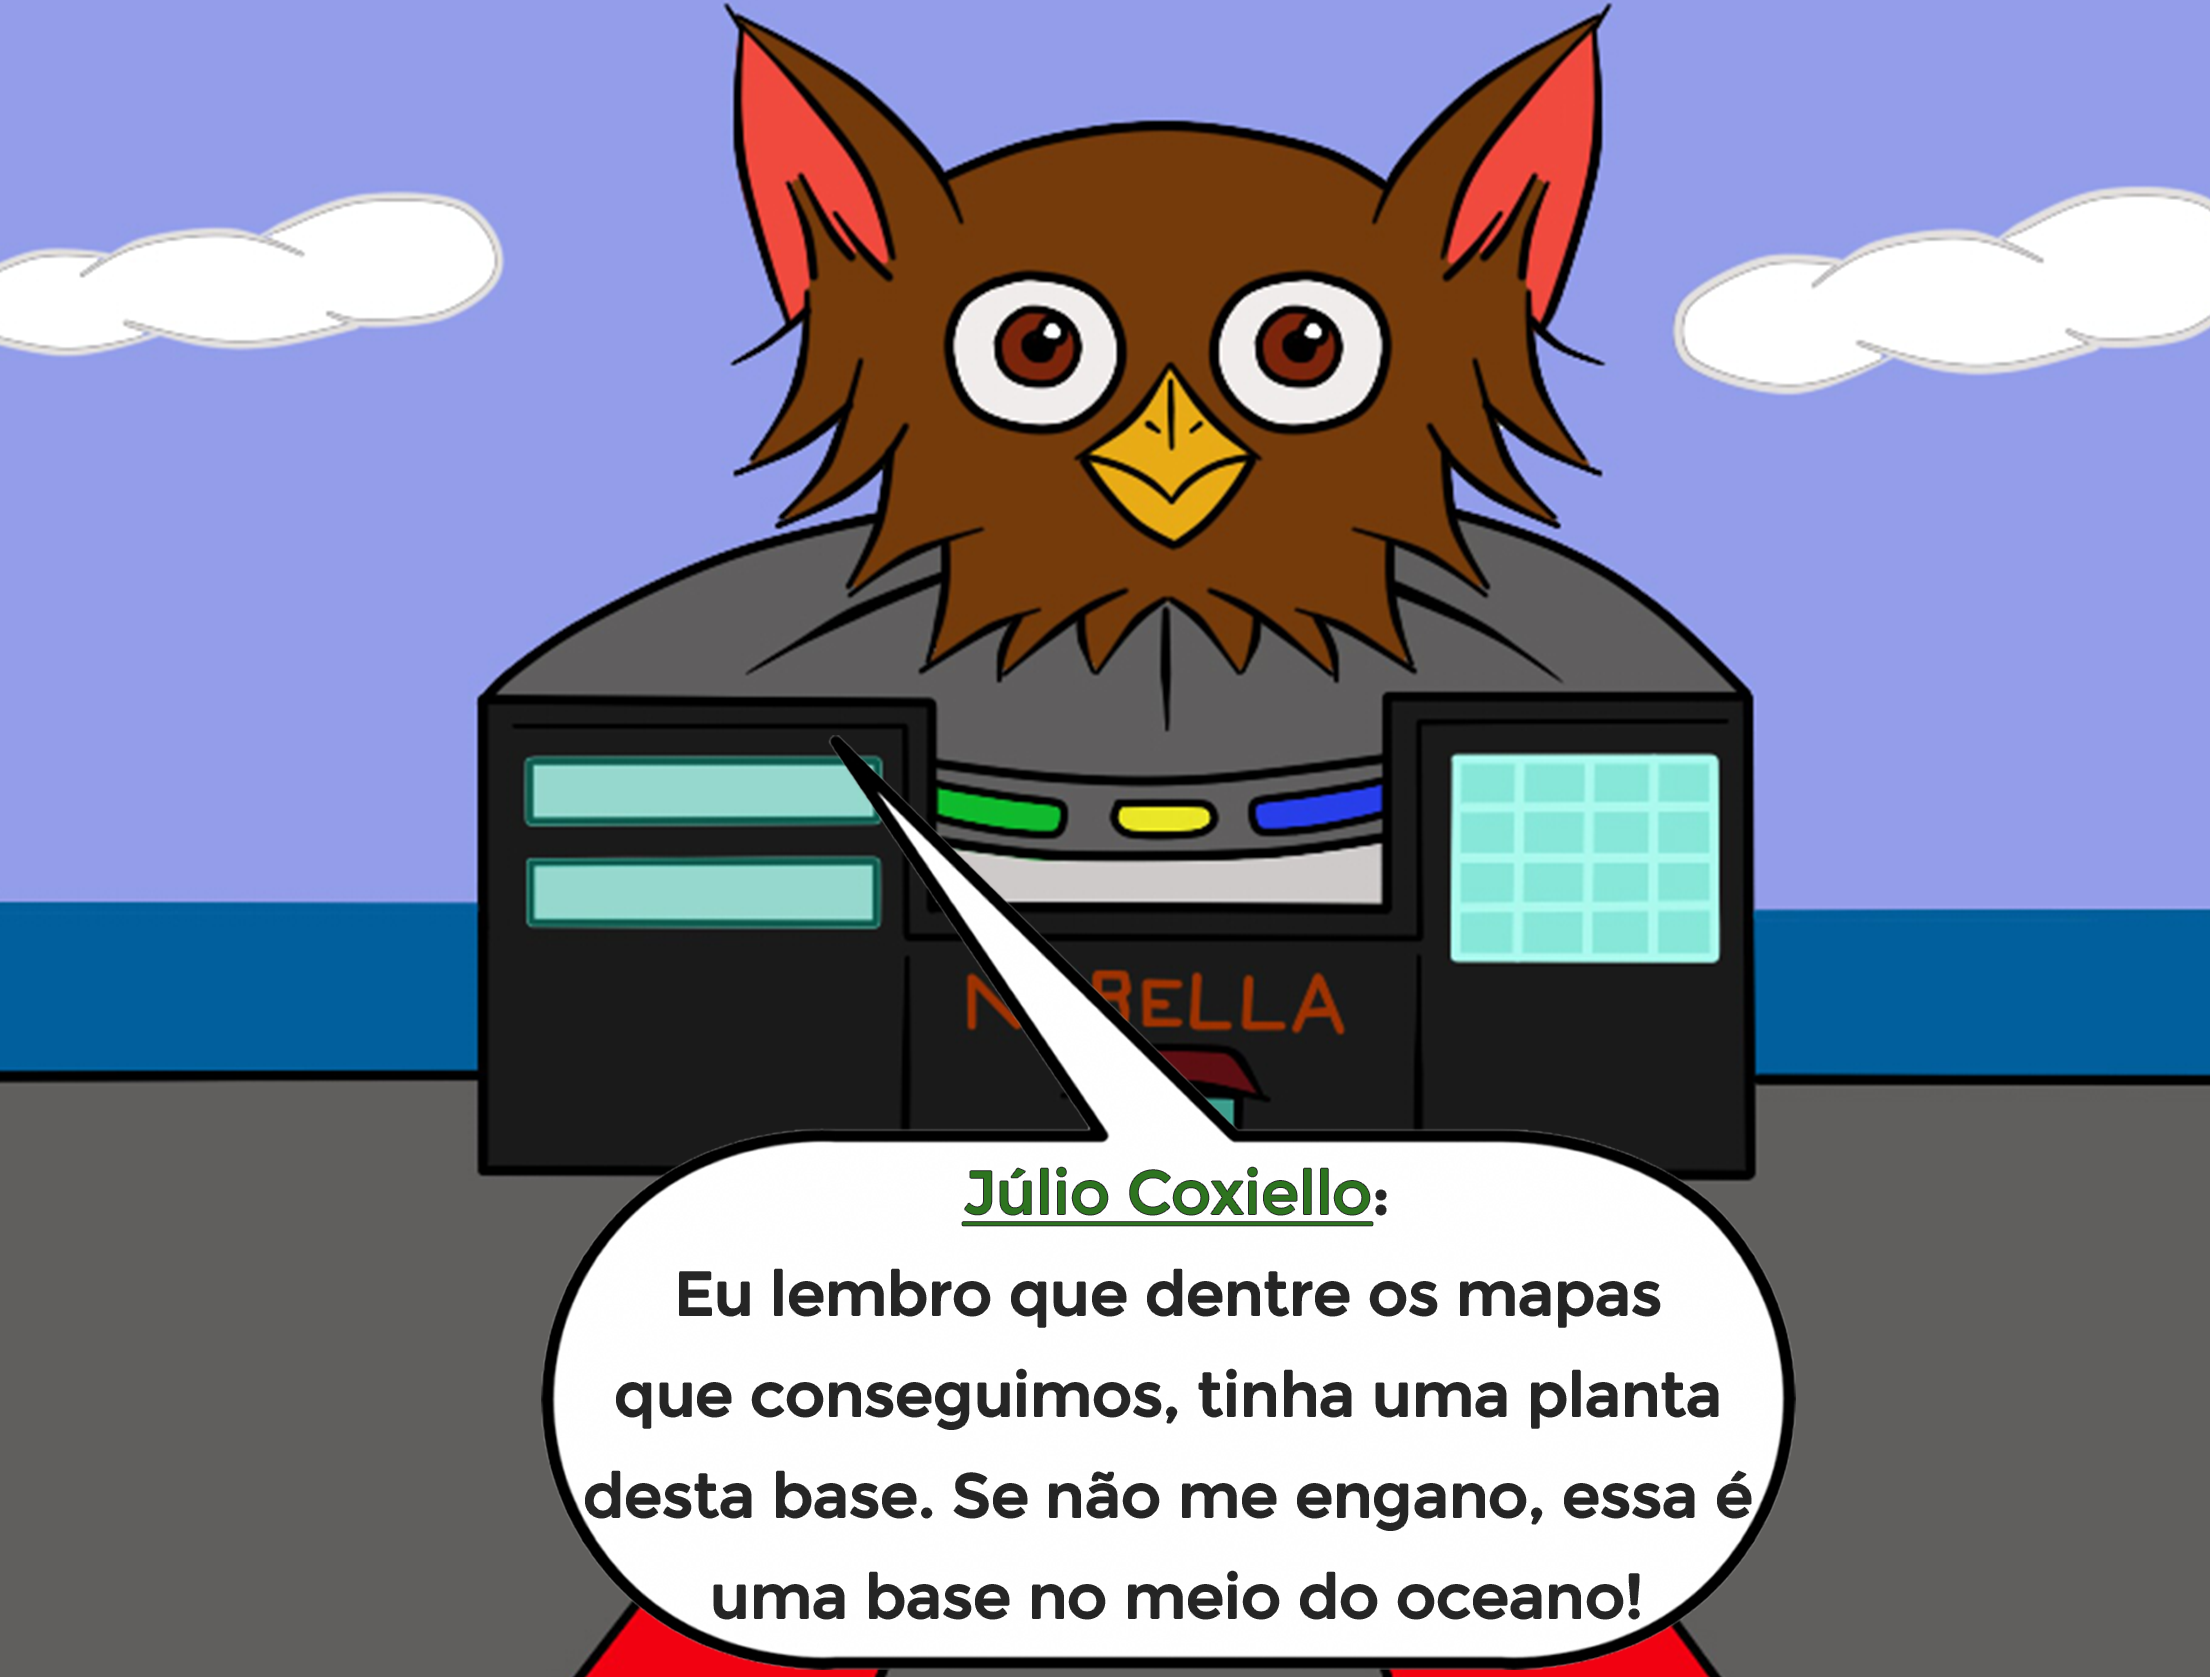 BELLA
Júlio Coxiello:
Eu lembro que dentre os mapas
que conseguimos, tinha uma planta
desta base. Se não me engano, essa é
uma base no meio do oceano!